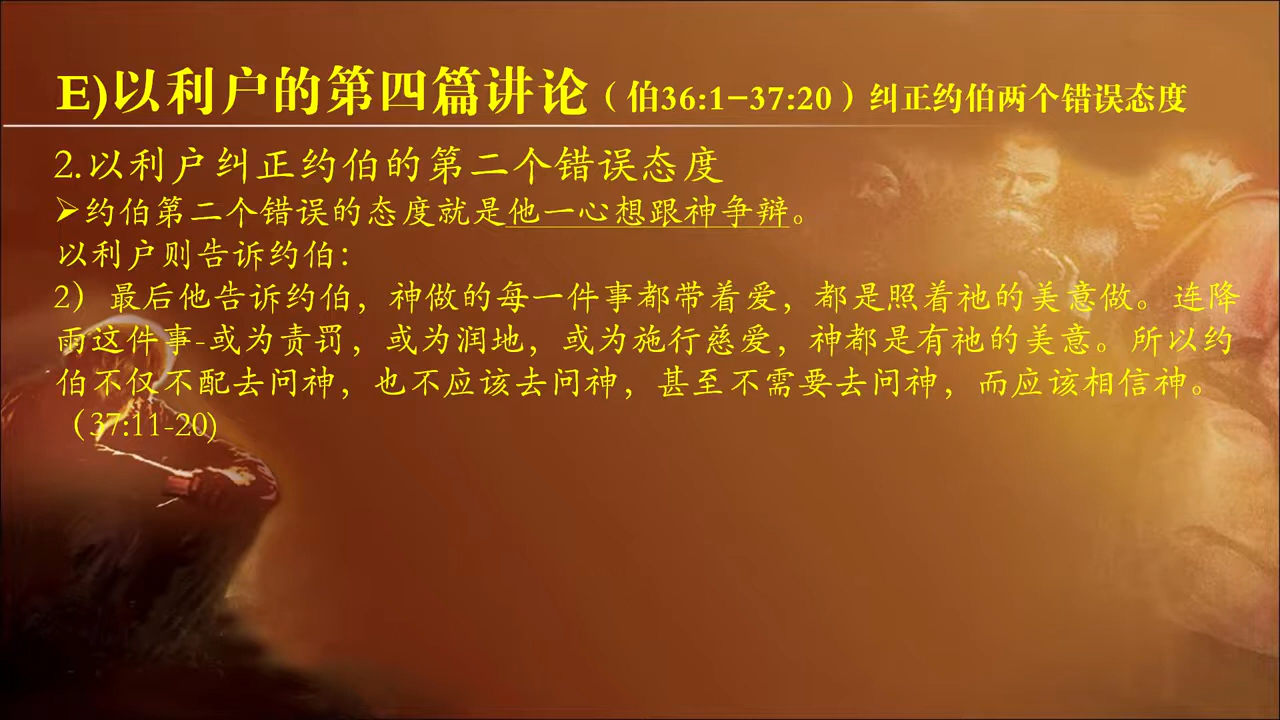 E)以利户的第四篇讲论（伯36:1-37:20）纠正约伯两个错误态度
2.以利户纠正约伯的第二个错误态度
➢约伯第二个错误的态度就是他一心想跟神争辩。
以利户则告诉约伯：
2）最后他告诉约伯，神做的每一件事都带着爱，都是照着祂的美意做。连降
雨这件事-或为责罚，或为润地，或为施行慈爱，神都是有祂的美意。所以约
伯不仅不配去问神，也不应该去问神，甚至不需要去问神，而应该相信神。
（37:11-20)